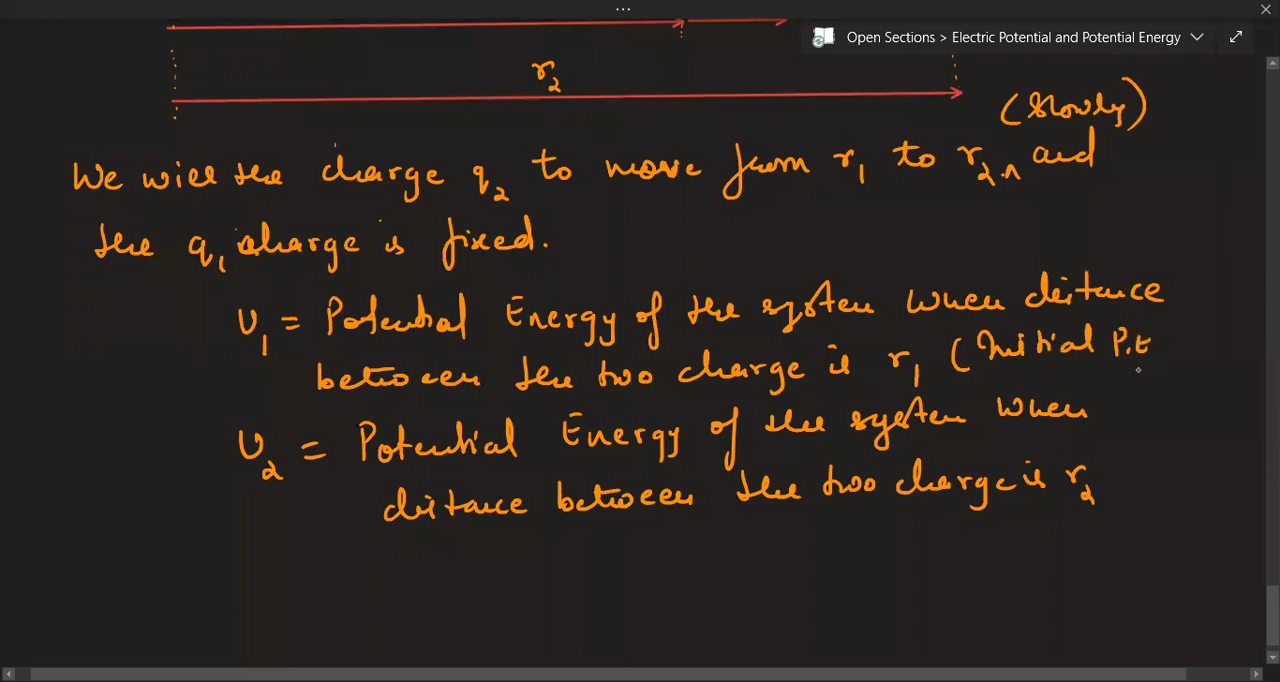 Open Sections > Electric Potential and Potential Energy
r2
(Slowly)
We will the charge q2 to move from r1 to r2 and
the q1 charge is fixed.
U1 = Potential Energy of the system when distance
between the two charge is r1 (Initial P.E
U2 = Potential Energy of the system when
distance between the two charge is r2